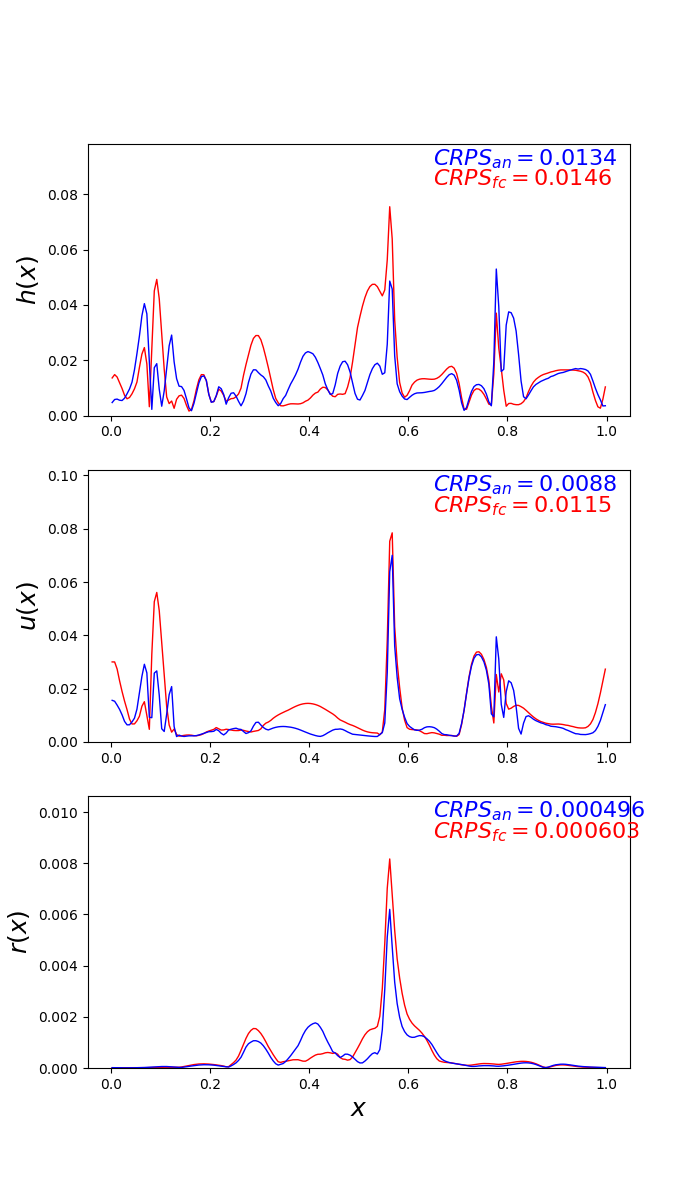 CRPS_an = 0.0134
CRPS_fc = 0.0146
h(x)
0.08
0.06
0.04
0.02
0.00
0.0 0.2 0.4 0.6 0.8 1.0
CRPS_an = 0.0088
CRPS_fc = 0.0115
u(x)
0.10
0.08
0.06
0.04
0.02
0.00
0.0 0.2 0.4 0.6 0.8 1.0
CRPS_an = 0.000496
CRPS_fc = 0.000603
r(x)
0.010
0.008
0.006
0.004
0.002
0.000
0.0 0.2 0.4 0.6 0.8 1.0
x